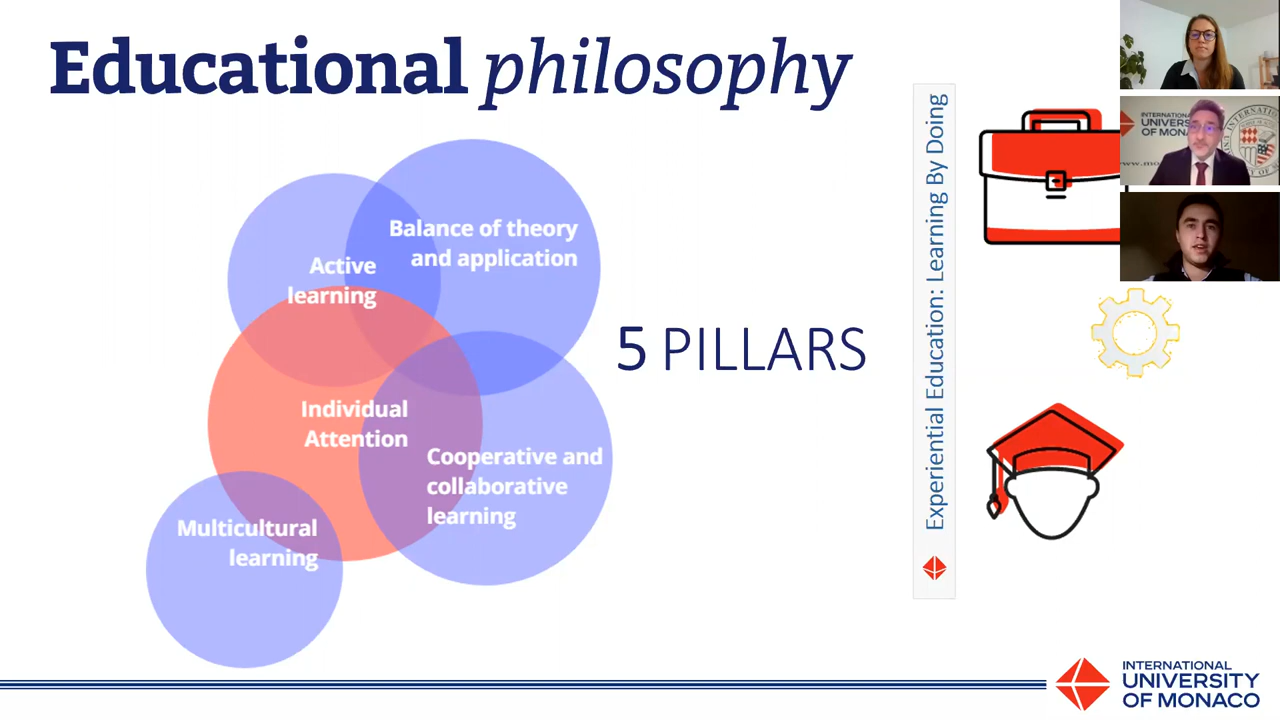 Educational philosophy
Balance of theory
and application
Active
learning
Individual
Attention
Cooperative and
collaborative
learning
Multicultural
learning
5 PILLARS
Experiential Education: Learning By Doing
INTERNATIONAL
UNIVERSITY
OF MONACO